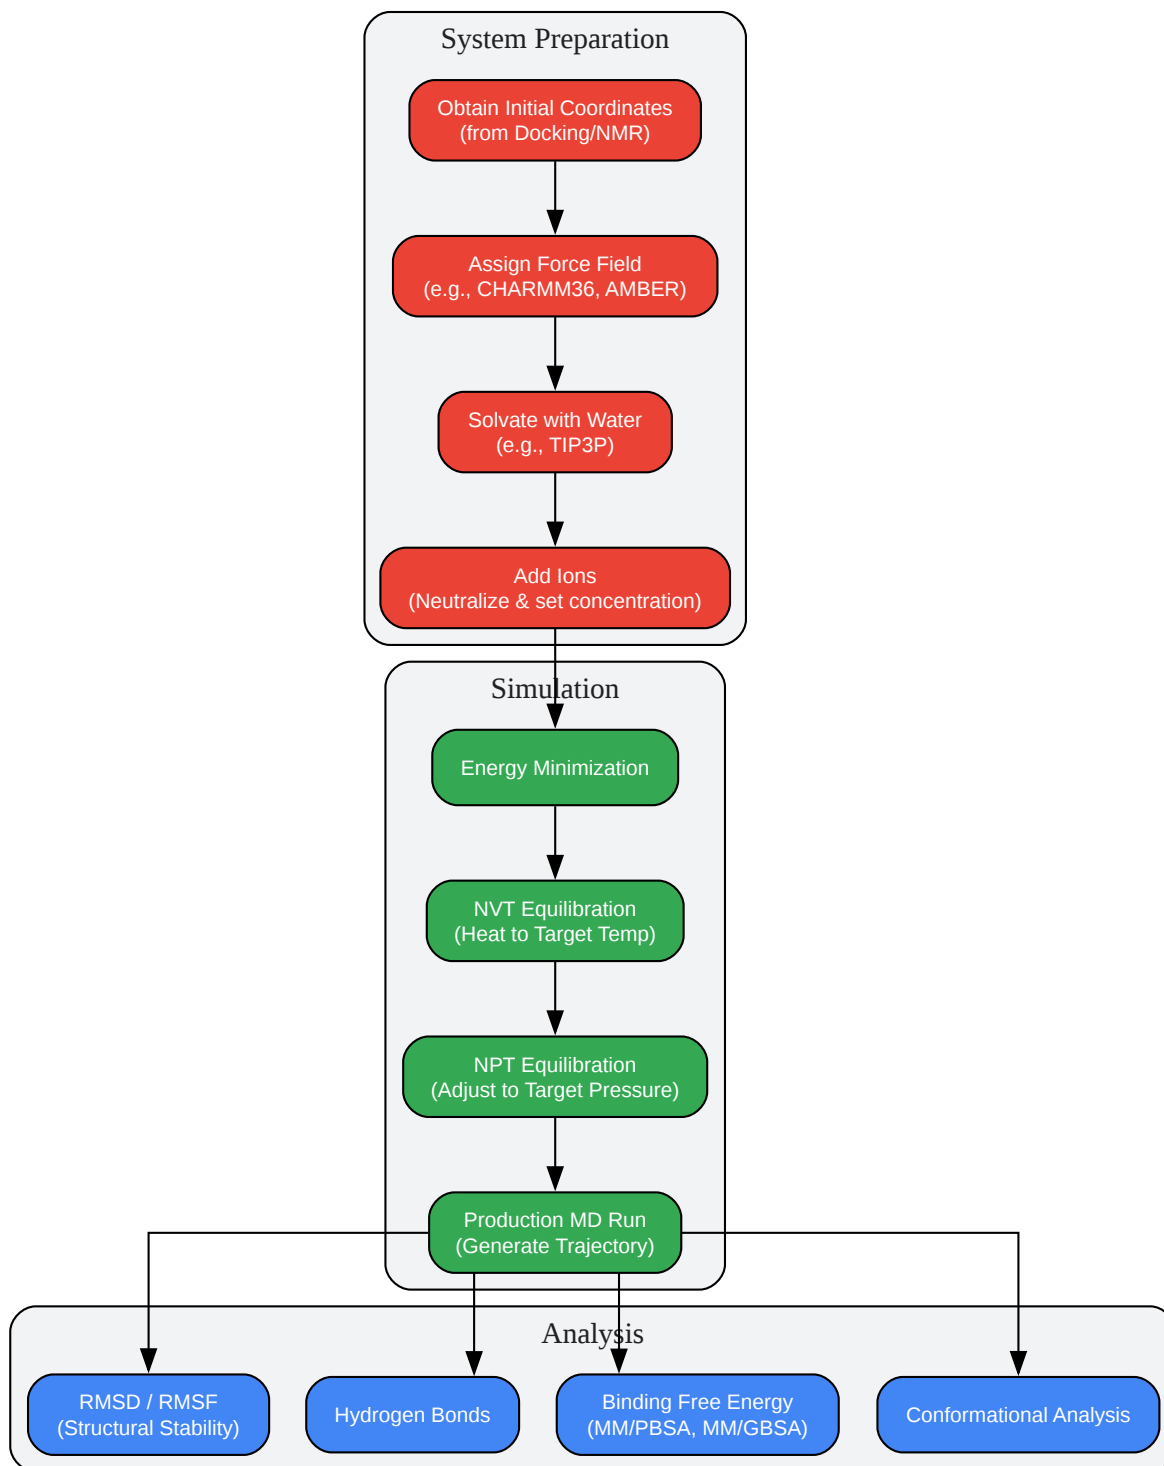 System Preparation
Obtain Initial Coordinates
(from Docking/NMR)
Assign Force Field
(e.g., CHARMM36, AMBER)
Solvate with Water
(e.g., TIP3P)
Add Ions
(Neutralize & set concentration)
Simulation
Energy Minimization
NVT Equilibration
(Heat to Target Temp)
NPT Equilibration
(Adjust to Target Pressure)
Production MD Run
(Generate Trajectory)
Analysis
RMSD / RMSF
(Structural Stability)
Hydrogen Bonds
Binding Free Energy
(MM/PBSA, MM/GBSA)
Conformational Analysis